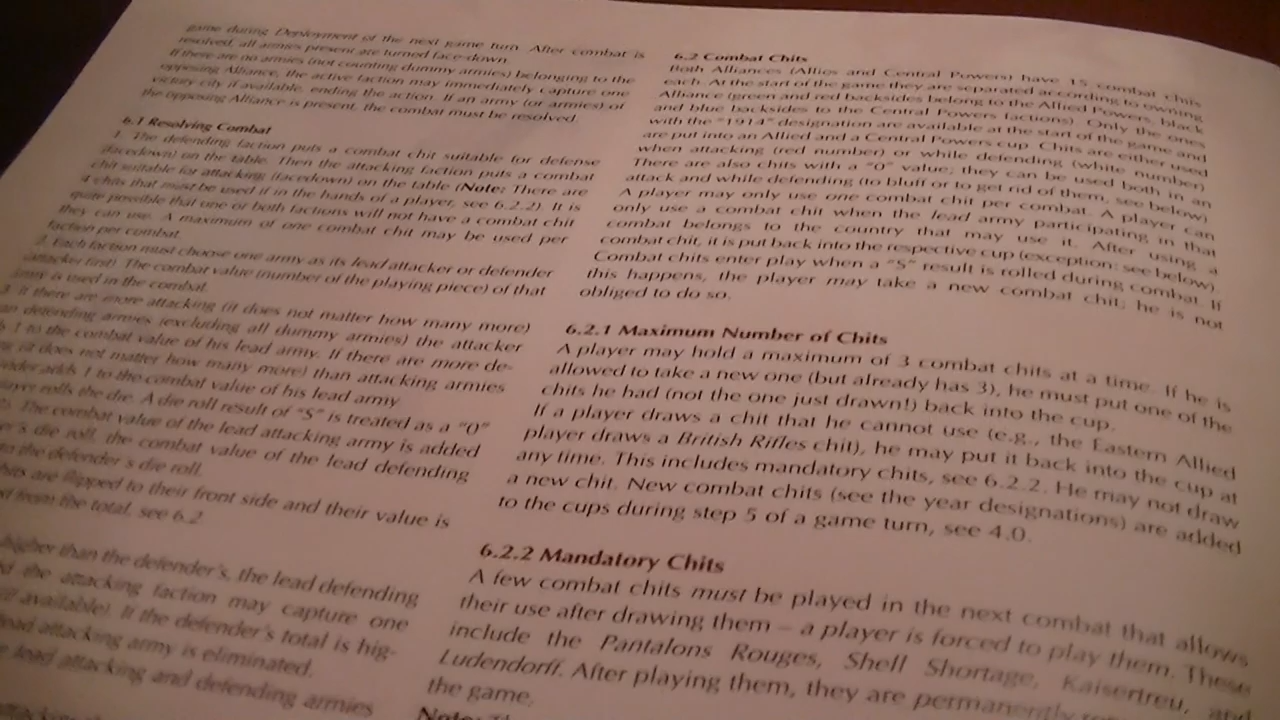 game during Deployment of the next game turn. After combat is
resolved, all armies present are turned face-down.
If there are no armies (not counting dummy armies) belonging to the
opposing Alliance, the active faction may immediately capture one
victory city if available, ending the action. If an army (or armies) of
the opposing Alliance is present, the combat must be resolved.
6.1 Resolving Combat
1. The defending faction puts a combat chit suitable for defense
(facedown) on the table. Then the attacking faction puts a combat
chit suitable for attacking (facedown) on the table (Note: There are
4 chits that must be used if in the hands of a player, see 6.2.2). It is
quite possible that one or both factions will not have a combat chit
they can use. A maximum of one combat chit may be used per
faction per combat.
2. Each faction must choose one army as its lead attacker or defender
(attacker first). The combat value (number of the playing piece) of that
army is used in the combat.
3. If there are more attacking (it does not matter how many more)
than defending armies (excluding all dummy armies) the attacker
1 to the combat value of his lead army. If there are more de-
(it does not matter how many more) than attacking armies
adds 1 to the combat value of his lead army.
player rolls the die. A die roll result of "S" is treated as a "0"
The combat value of the lead attacking army is added
die roll, the combat value of the lead defending
to the defender's die roll.
chits are flipped to their front side and their value is
from the total, see 6.2
higher than the defender's, the lead defending
the attacking faction may capture one
(if available). If the defender's total is hig-
lead attacking army is eliminated.
lead attacking and defending armies
6.2 Combat Chits
Both Alliances (Allies and Central Powers) have 15 combat chits
each. At the start of the game they are separated according to owning
Alliance (green and red backsides belong to the Allied Powers, black
and blue backsides to the Central Powers factions). Only the ones
with the "1914" designation are available at the start of the game and
are put into an Allied and a Central Powers cup. Chits are either used
when attacking (red number) or while defending (white number)
There are also chits with a "0" value; they can be used both in an
attack and while defending (to bluff or to get rid of them, see below)
A player may only use one combat chit per combat. A player can
only use a combat chit when the lead army participating in that
combat belongs to the country that may use it. After using a
combat chit, it is put back into the respective cup (exception: see below).
Combat chits enter play when a "S" result is rolled during combat. If
this happens, the player may take a new combat chit; he is not
obliged to do so.
6.2.1 Maximum Number of Chits
A player may hold a maximum of 3 combat chits at a time. If he is
allowed to take a new one (but already has 3), he must put one of the
chits he had (not the one just drawn!) back into the cup.
If a player draws a chit that he cannot use (e.g., the Eastern Allied
player draws a British Rifles chit), he may put it back into the cup at
any time. This includes mandatory chits, see 6.2.2. He may not draw
a new chit. New combat chits (see the year designations) are added
to the cups during step 5 of a game turn, see 4.0.
6.2.2 Mandatory Chits
A few combat chits must be played in the next combat that allows
their use after drawing them – a player is forced to play them. These
include the Pantalons Rouges, Shell Shortage, Kaisertreu, and
Ludendorff. After playing them, they are permanently
the game.
Note: